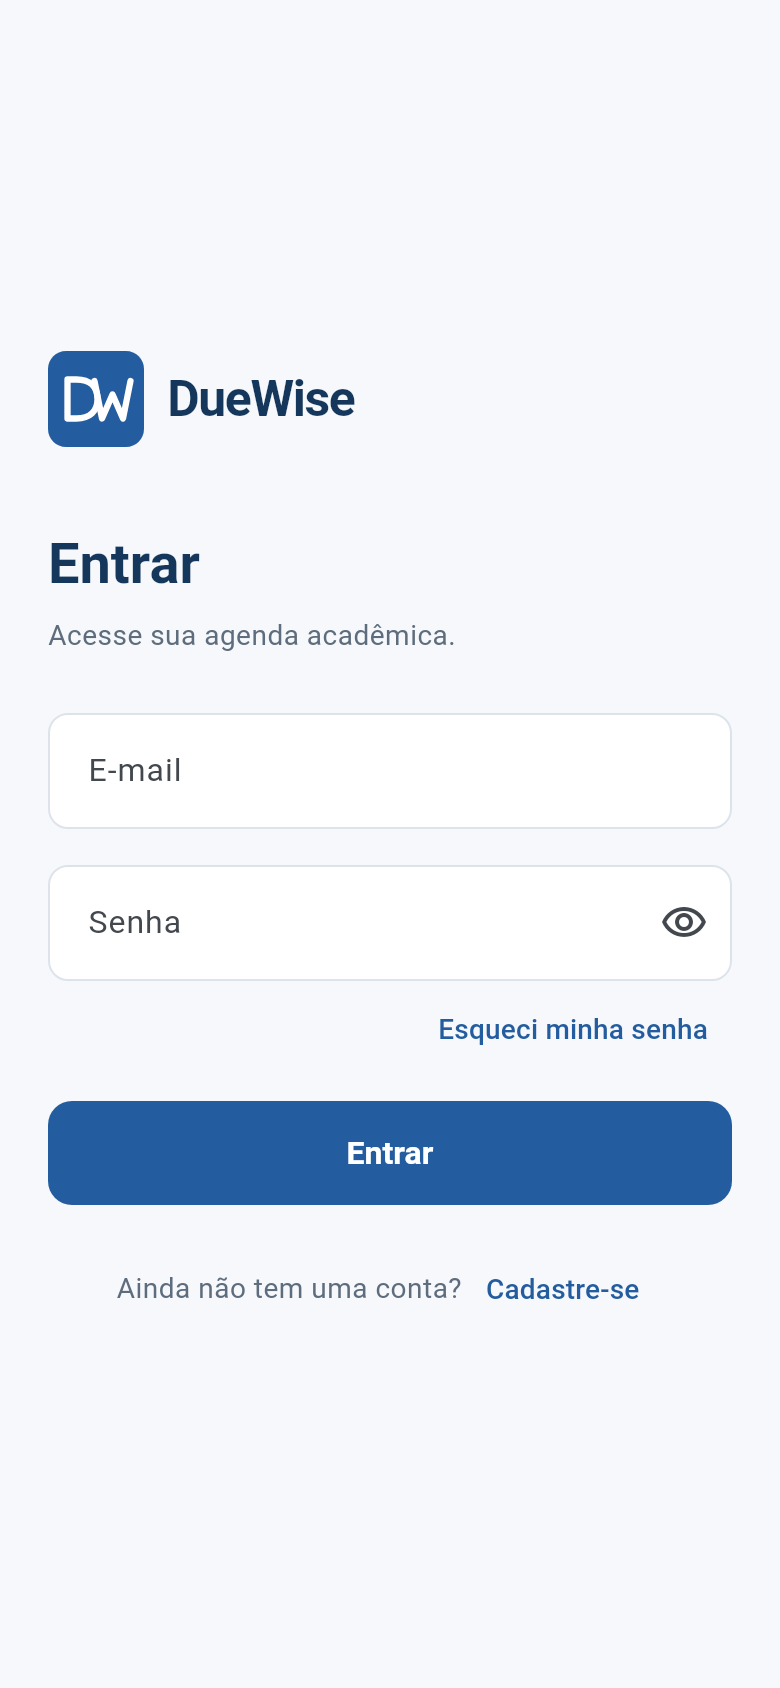 DW DueWise
Entrar
Acesse sua agenda acadêmica.
E-mail
Senha
Esqueci minha senha
Entrar
Ainda não tem uma conta? Cadastre-se